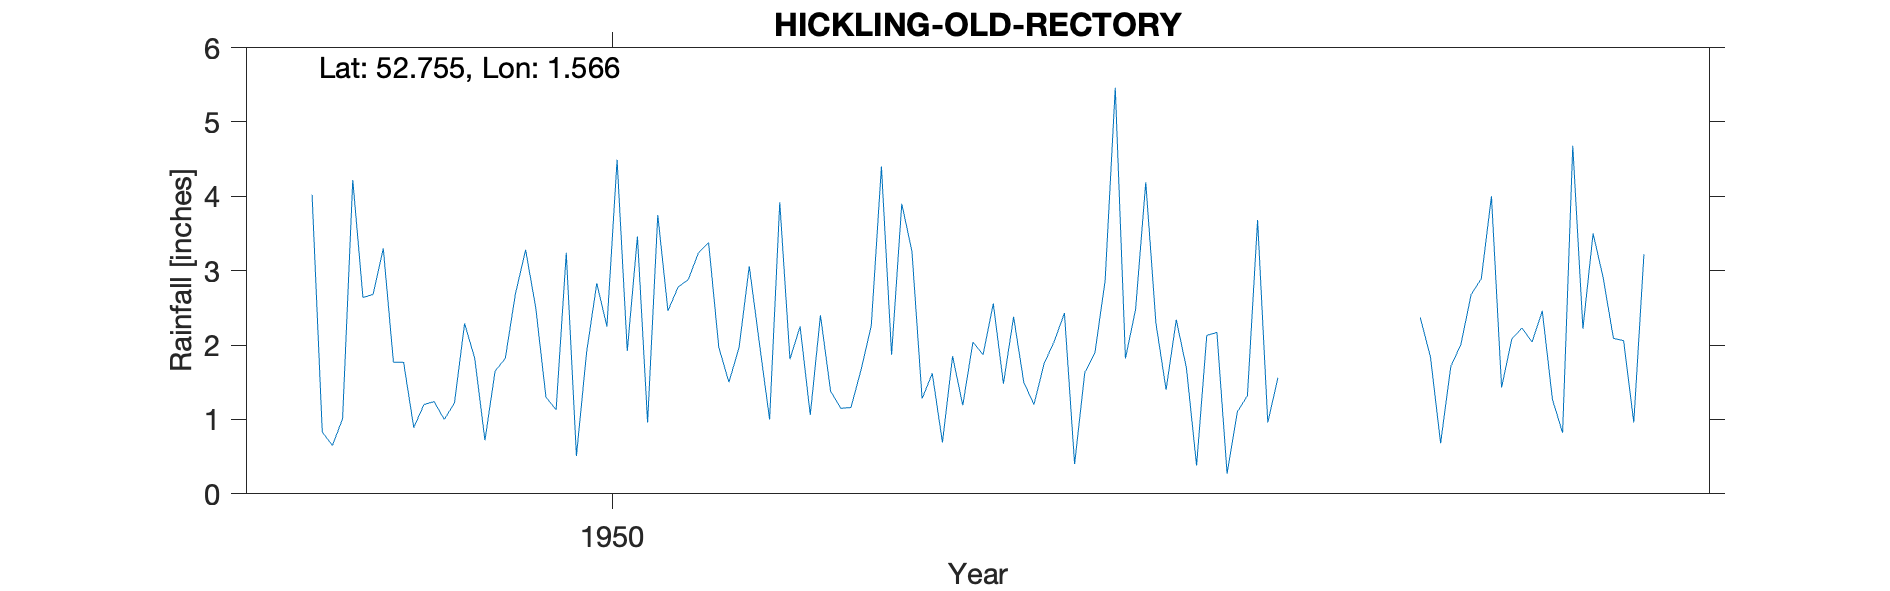 HICKLING-OLD-RECTORY
Lat: 52.755, Lon: 1.566
6
5
4
3
2
1
0
Rainfall [inches]
1950
Year